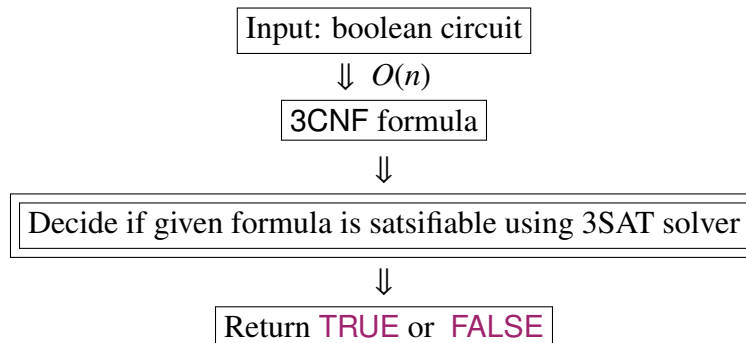 Input: boolean circuit
⇓ O(n)
3CNF formula
⇓
Decide if given formula is satsifiable using 3SAT solver
⇓
Return TRUE or FALSE